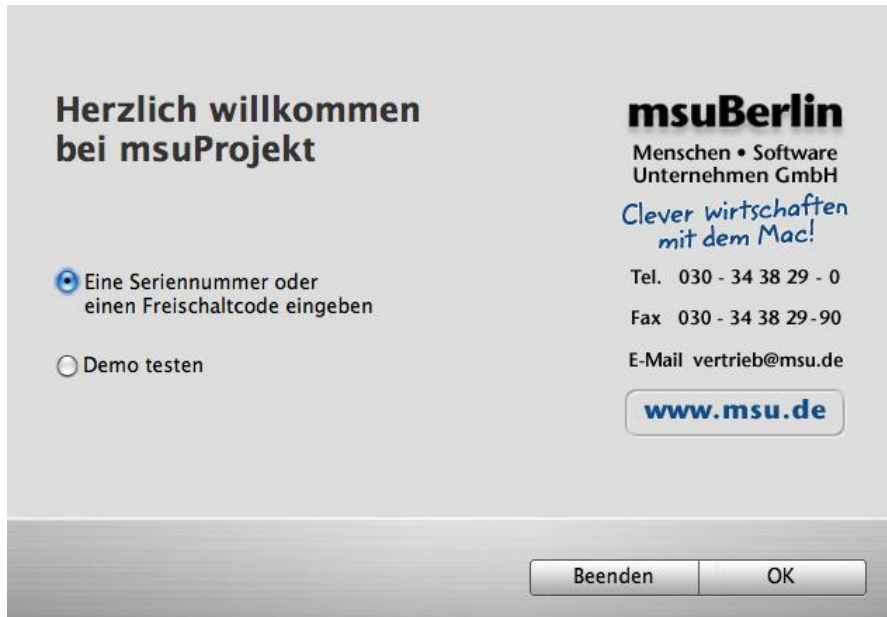 Herzlich willkommen
bei msuProjekt
Eine Seriennummer oder
einen Freischaltcode eingeben
Demo testen
msuBerlin
Menschen • Software
Unternehmen GmbH
Clever wirtschaften
mit dem Mac!
Tel. 030 - 34 38 29 - 0
Fax 030 - 34 38 29-90
E-Mail vertrieb@msu.de
www.msu.de
Beenden
OK